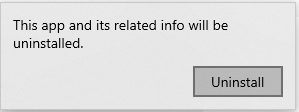 This app and its related info will be
uninstalled.
Uninstall